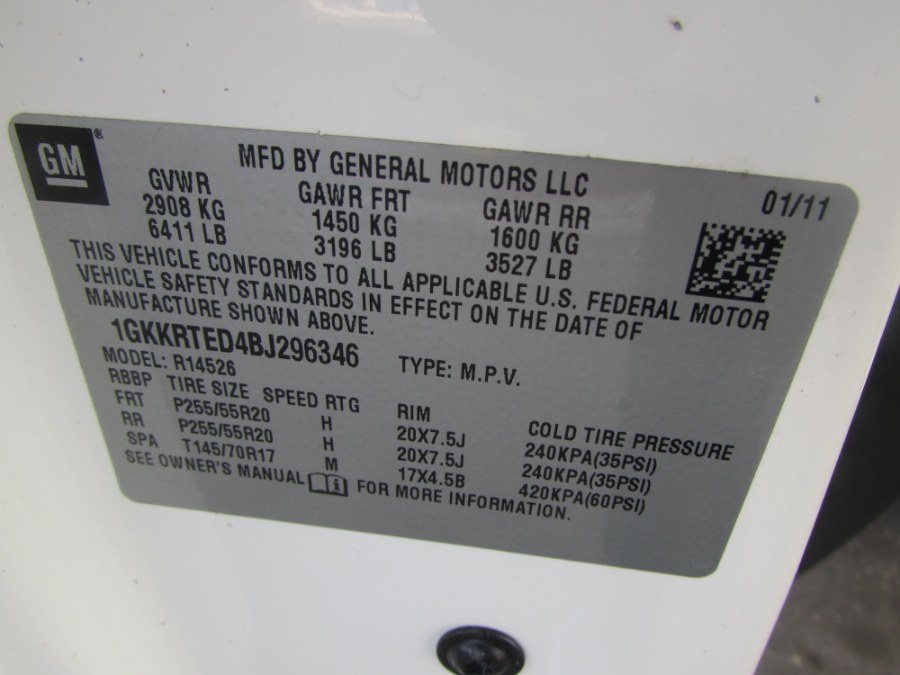 GM®
MFD BY GENERAL MOTORS LLC
01/11
GVWR GAWR FRT GAWR RR
2908 KG 1450 KG 1600 KG
6411 LB 3196 LB 3527 LB
THIS VEHICLE CONFORMS TO ALL APPLICABLE U.S. FEDERAL MOTOR
VEHICLE SAFETY STANDARDS IN EFFECT ON THE DATE OF
MANUFACTURE SHOWN ABOVE.
1GKKRTED4BJ296346 TYPE: M.P.V.
MODEL: R14526
RBBP TIRE SIZE SPEED RTG RIM COLD TIRE PRESSURE
FRT P255/55R20 H 20X7.5J 240KPA(35PSI)
RR P255/55R20 H 20X7.5J 240KPA(35PSI)
SPA T145/70R17 M 17X4.5B 420KPA(60PSI)
SEE OWNER'S MANUAL i FOR MORE INFORMATION.